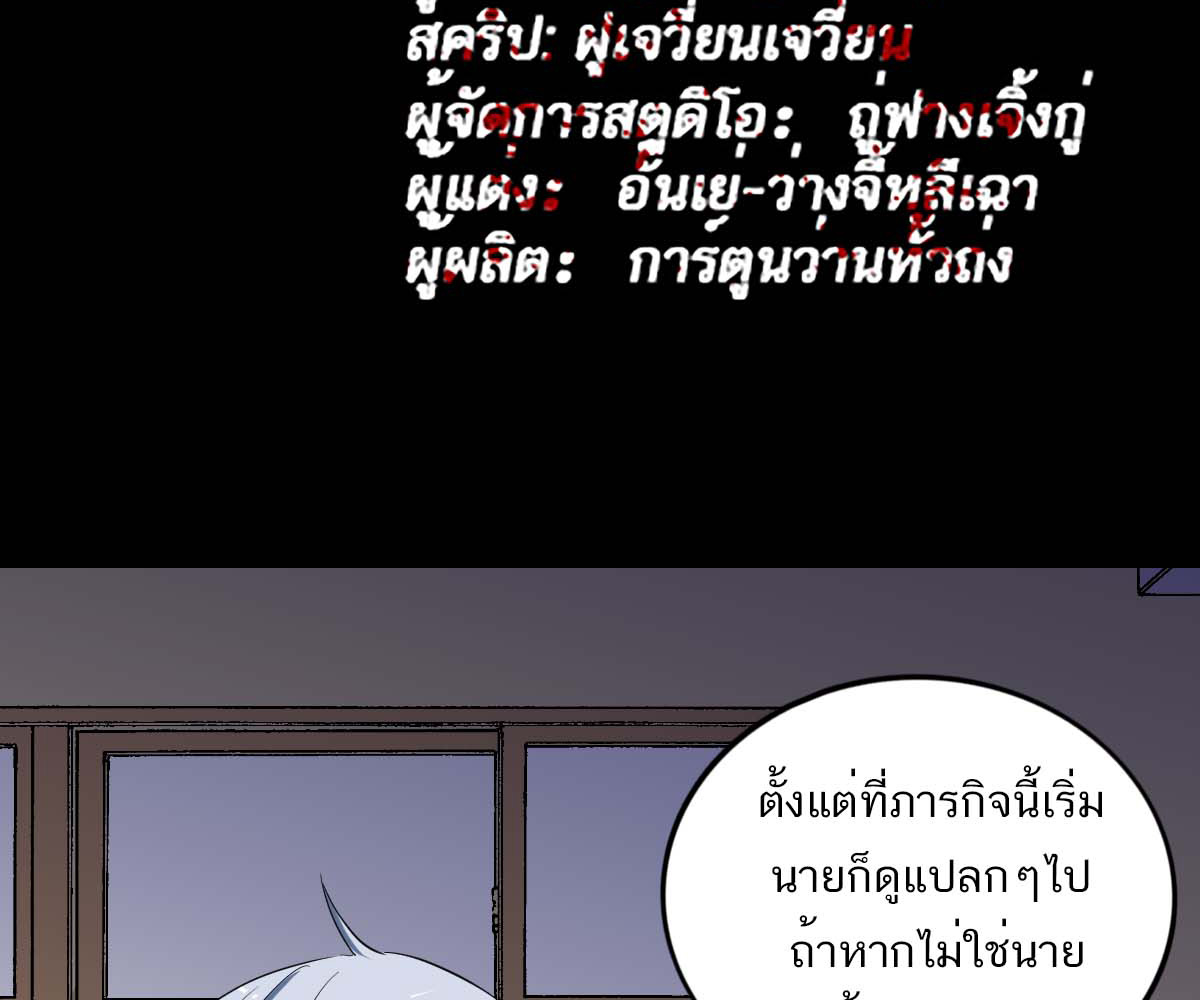 สคริป: ผูเจวี่ยนเจวี่ยน
ผู้จัดการสตูดิโอ: ถู่ฟางเจิ้งกู่
ผู้แต่ง: อั้นเย่-ว่างจี้หลีเฉา
ผู้ผลิต: การ์ตูนว่านทั่วถ่ง
ตั้งแต่ที่ภารกิจนี้เริ่ม
นายก็ดูแปลกๆไป
ถ้าหากไม่ใช่นาย